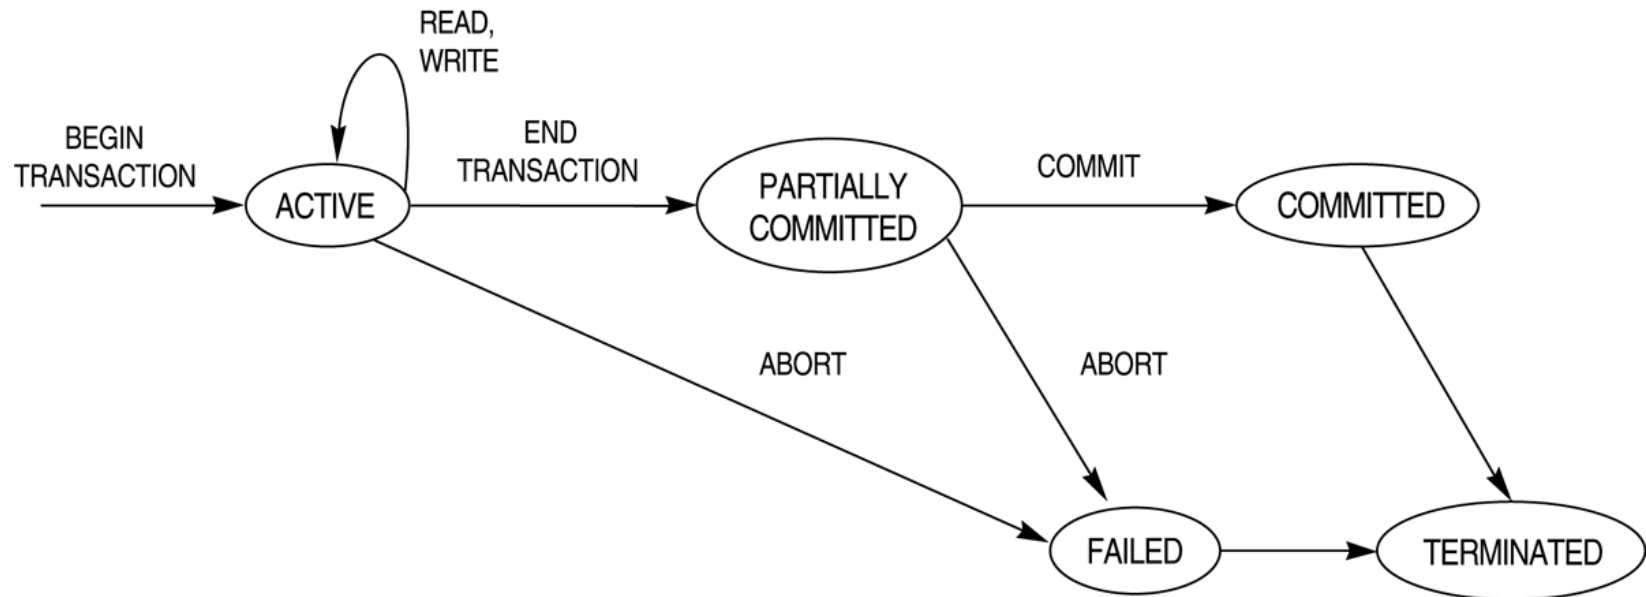 READ,
WRITE
BEGIN
TRANSACTION
END
TRANSACTION
COMMIT
ACTIVE
PARTIALLY
COMMITTED
COMMITTED
ABORT
ABORT
FAILED
TERMINATED